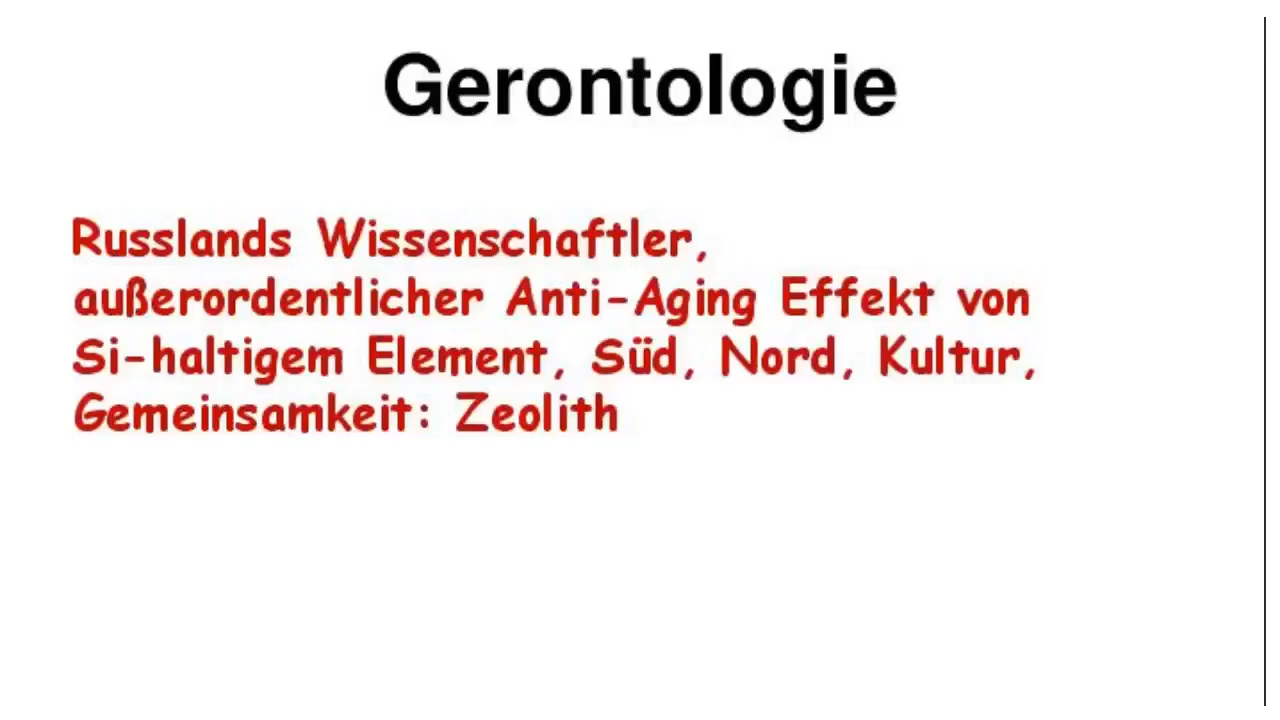 Gerontologie
Russlands Wissenschaftler,
außerordentlicher Anti-Aging Effekt von
Si-haltigem Element, Süd, Nord, Kultur,
Gemeinsamkeit: Zeolith